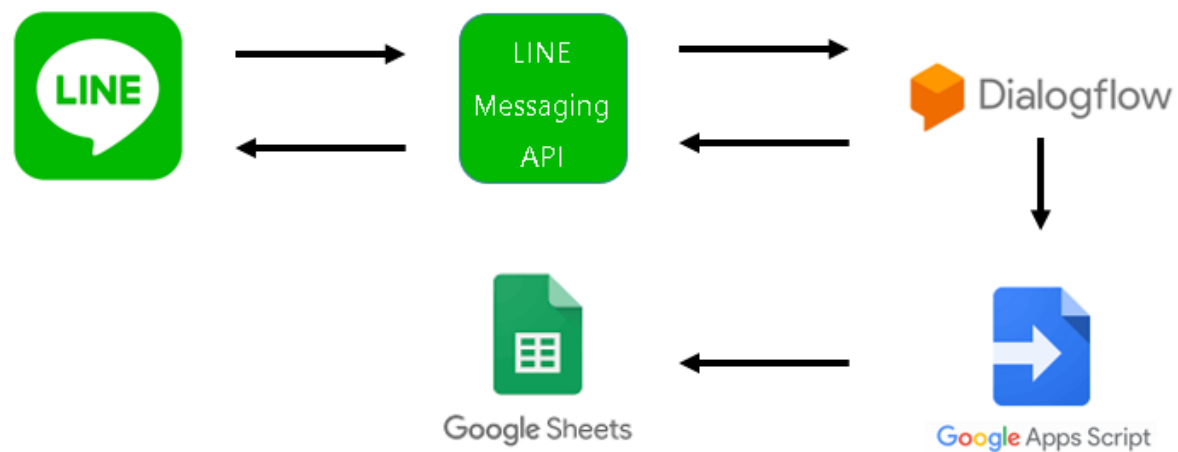 LINE
LINE
Messaging
API
Dialogflow
Google Sheets
Google Apps Script